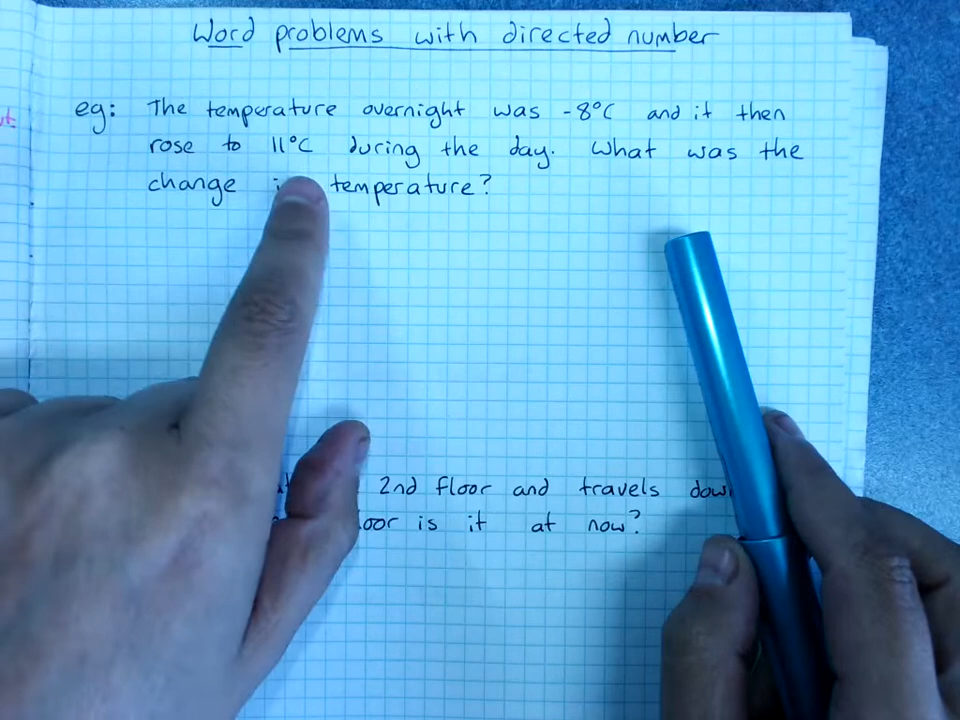 Word problems with directed number
eg: The temperature overnight was -8°C and it then
rose to 11°C during the day. What was the
change temperature?
2nd floor and travels down
is it at now?